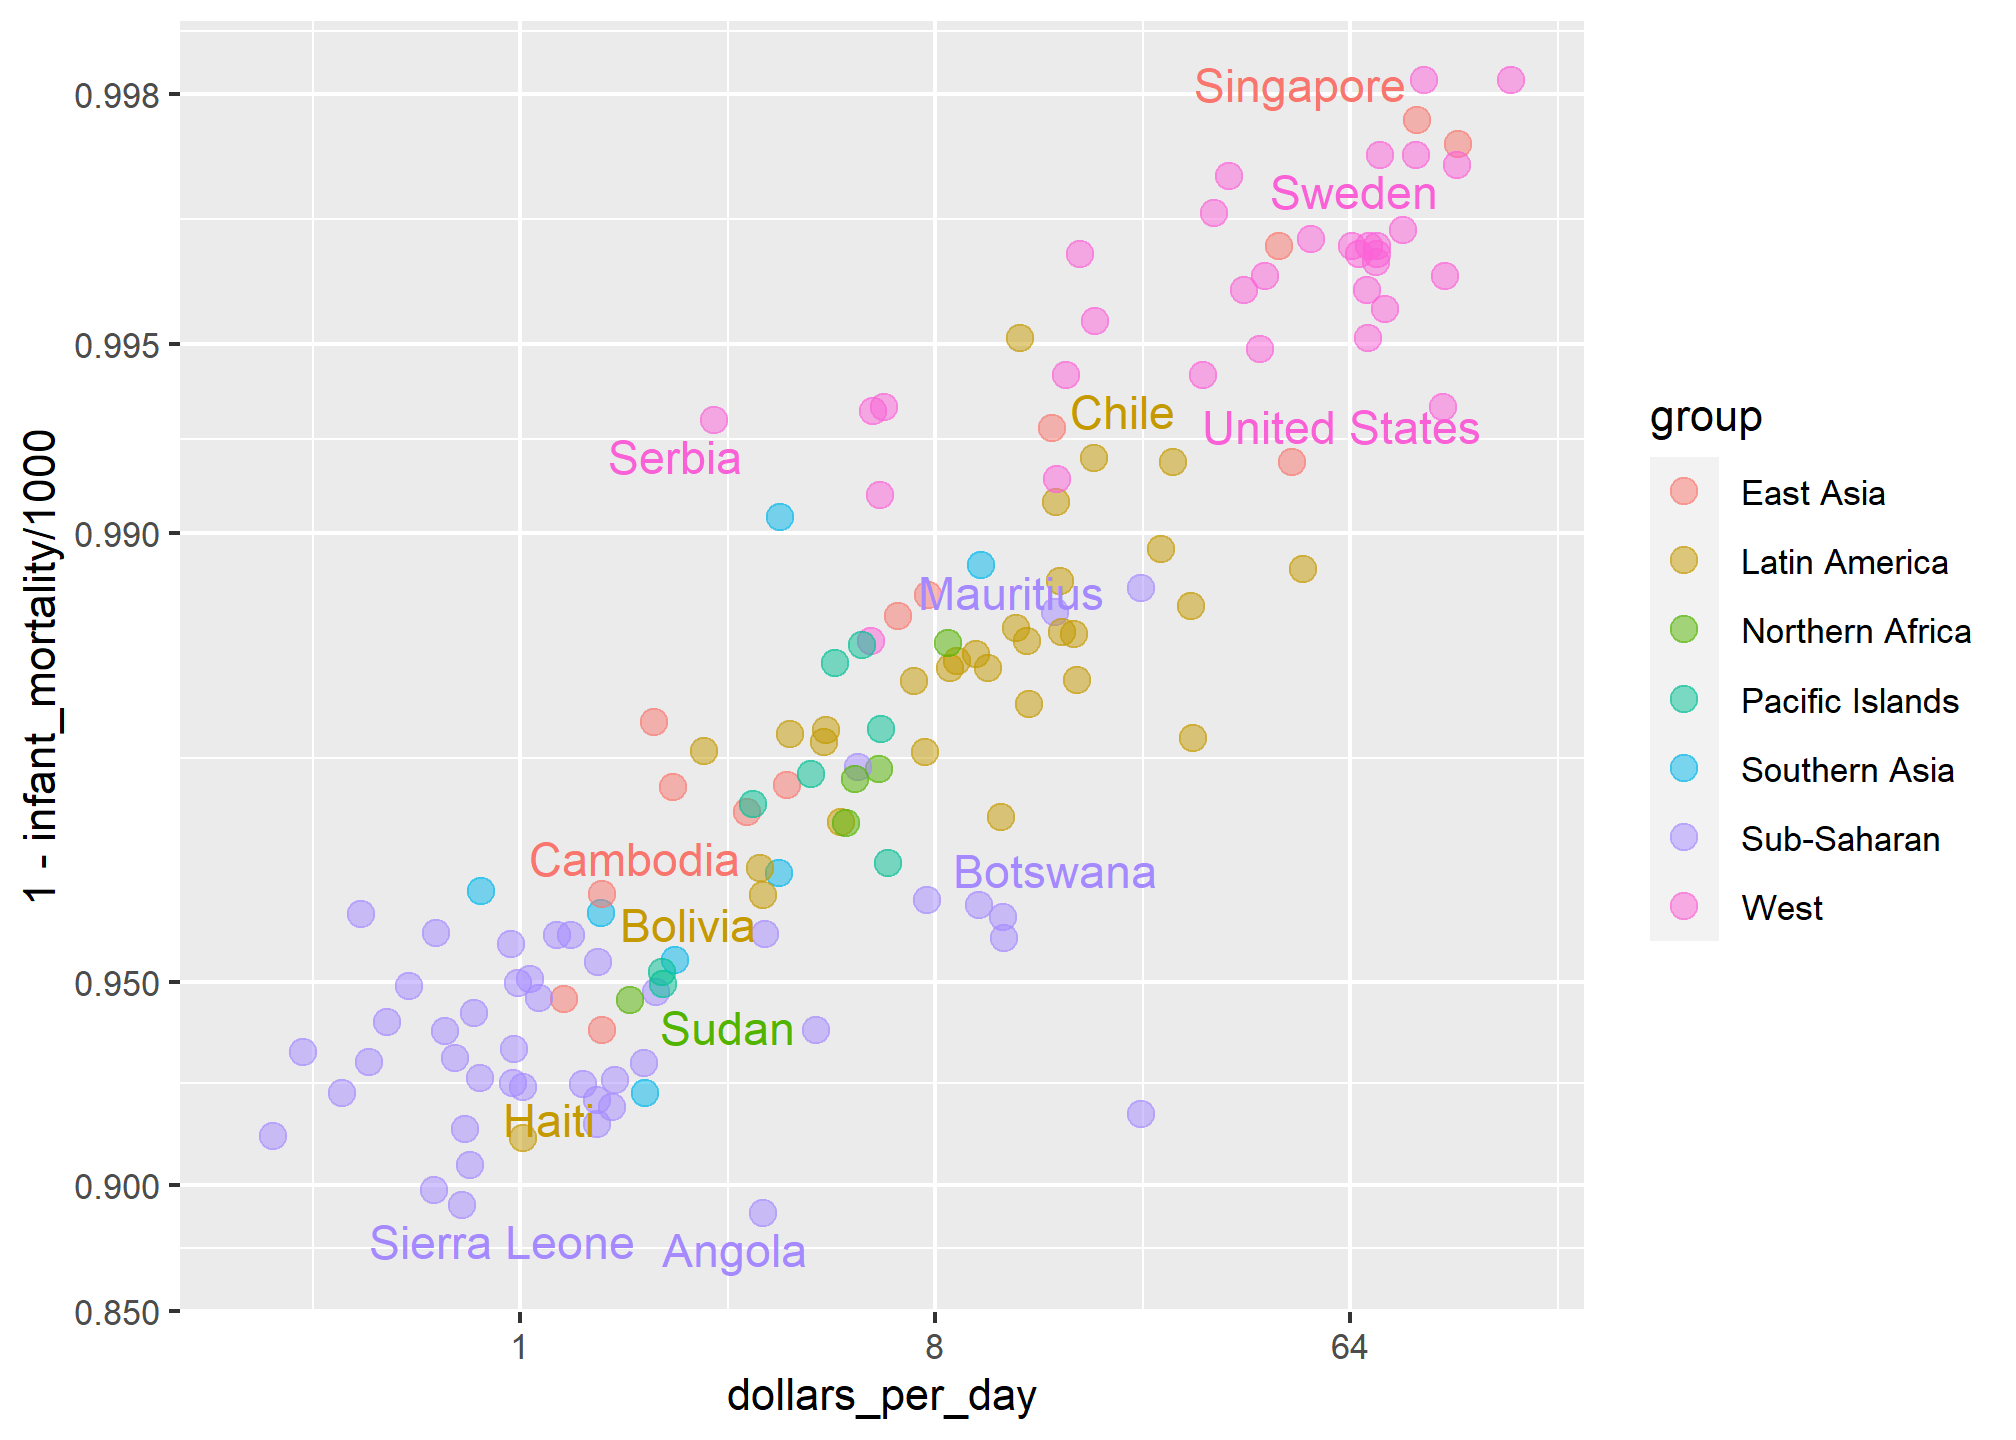 0.998
0.995
0.990
0.950
0.900
0.850
1 - infant_mortality/1000
Singapore
Sweden
Chile
United States
Serbia
Mauritius
Cambodia
Botswana
Bolivia
Sudan
Haiti
Sierra Leone
Angola
1
8
64
dollars_per_day
group
East Asia
Latin America
Northern Africa
Pacific Islands
Southern Asia
Sub-Saharan
West